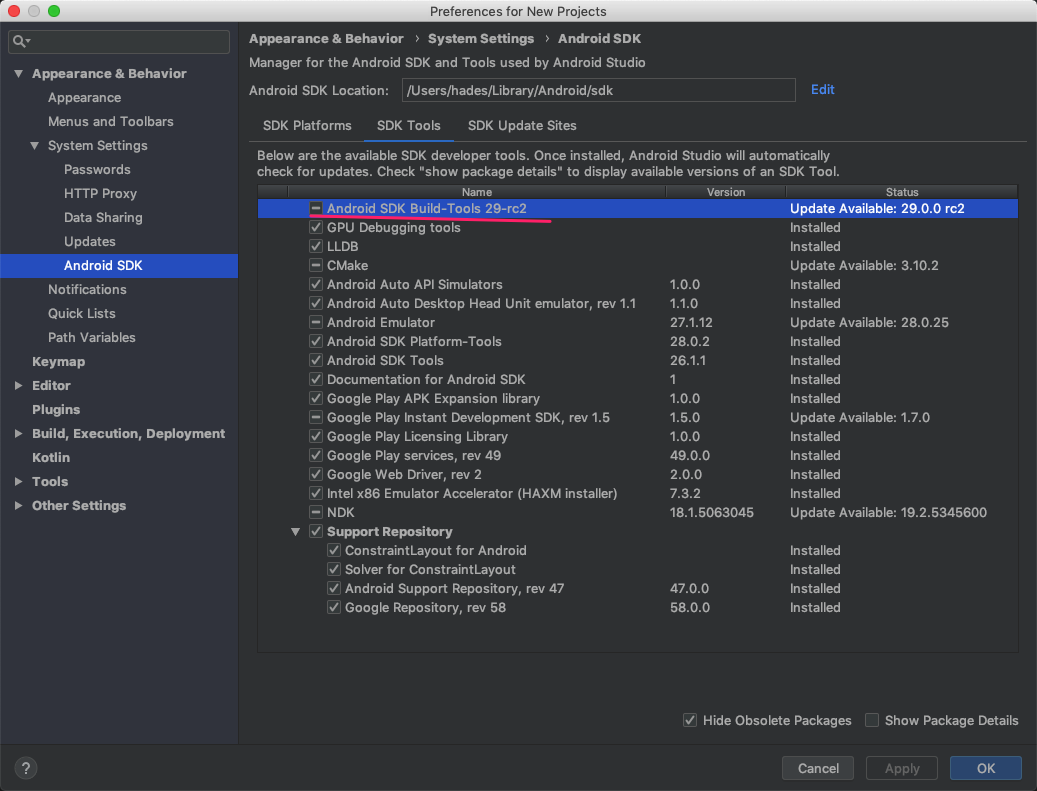 Preferences for New Projects
Appearance & Behavior › System Settings › Android SDK
Manager for the Android SDK and Tools used by Android Studio
Android SDK Location: /Users/hades/Library/Android/sdk Edit
Appearance & Behavior
Appearance
Menus and Toolbars
System Settings
Passwords
HTTP Proxy
Data Sharing
Updates
Android SDK
Notifications
Quick Lists
Path Variables
Keymap
Editor
Plugins
Build, Execution, Deployment
Kotlin
Tools
Other Settings
SDK Platforms SDK Tools SDK Update Sites
Below are the available SDK developer tools. Once installed, Android Studio will automatically
check for updates. Check "show package details" to display available versions of an SDK Tool.
Name Version Status
Android SDK Build-Tools 29-rc2 Update Available: 29.0.0 rc2
GPU Debugging tools Installed
LLDB Installed
CMake Update Available: 3.10.2
Android Auto API Simulators 1.0.0 Installed
Android Auto Desktop Head Unit emulator, rev 1.1 1.1.0 Installed
Android Emulator 27.1.12 Update Available: 28.0.25
Android SDK Platform-Tools 28.0.2 Installed
Android SDK Tools 26.1.1 Installed
Documentation for Android SDK 1 Installed
Google Play APK Expansion library 1.0.0 Installed
Google Play Instant Development SDK, rev 1.5 1.5.0 Update Available: 1.7.0
Google Play Licensing Library 1.0.0 Installed
Google Play services, rev 49 49.0.0 Installed
Google Web Driver, rev 2 2.0.0 Installed
Intel x86 Emulator Accelerator (HAXM installer) 7.3.2 Installed
NDK 18.1.5063045 Update Available: 19.2.5345600
Support Repository
ConstraintLayout for Android Installed
Solver for ConstraintLayout Installed
Android Support Repository, rev 47 47.0.0 Installed
Google Repository, rev 58 58.0.0 Installed
Hide Obsolete Packages Show Package Details
? Cancel Apply OK